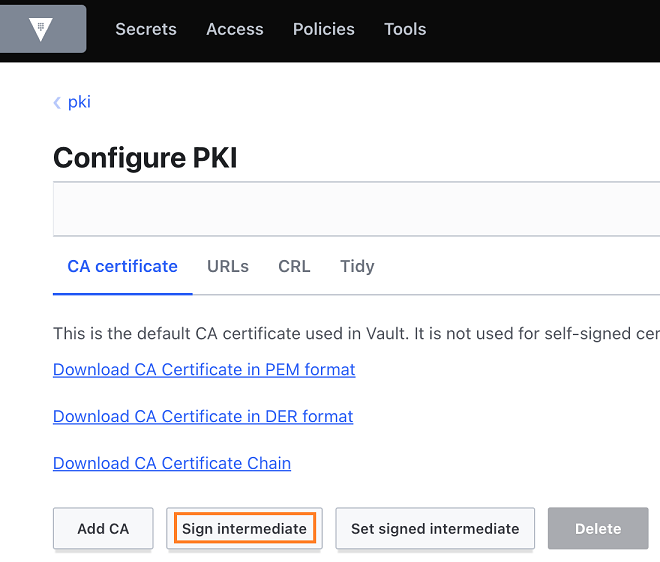 Secrets Access Policies Tools
‹ pki
Configure PKI
CA certificate URLs CRL Tidy
This is the default CA certificate used in Vault. It is not used for self-signed cer
Download CA Certificate in PEM format
Download CA Certificate in DER format
Download CA Certificate Chain
Add CA Sign intermediate Set signed intermediate Delete